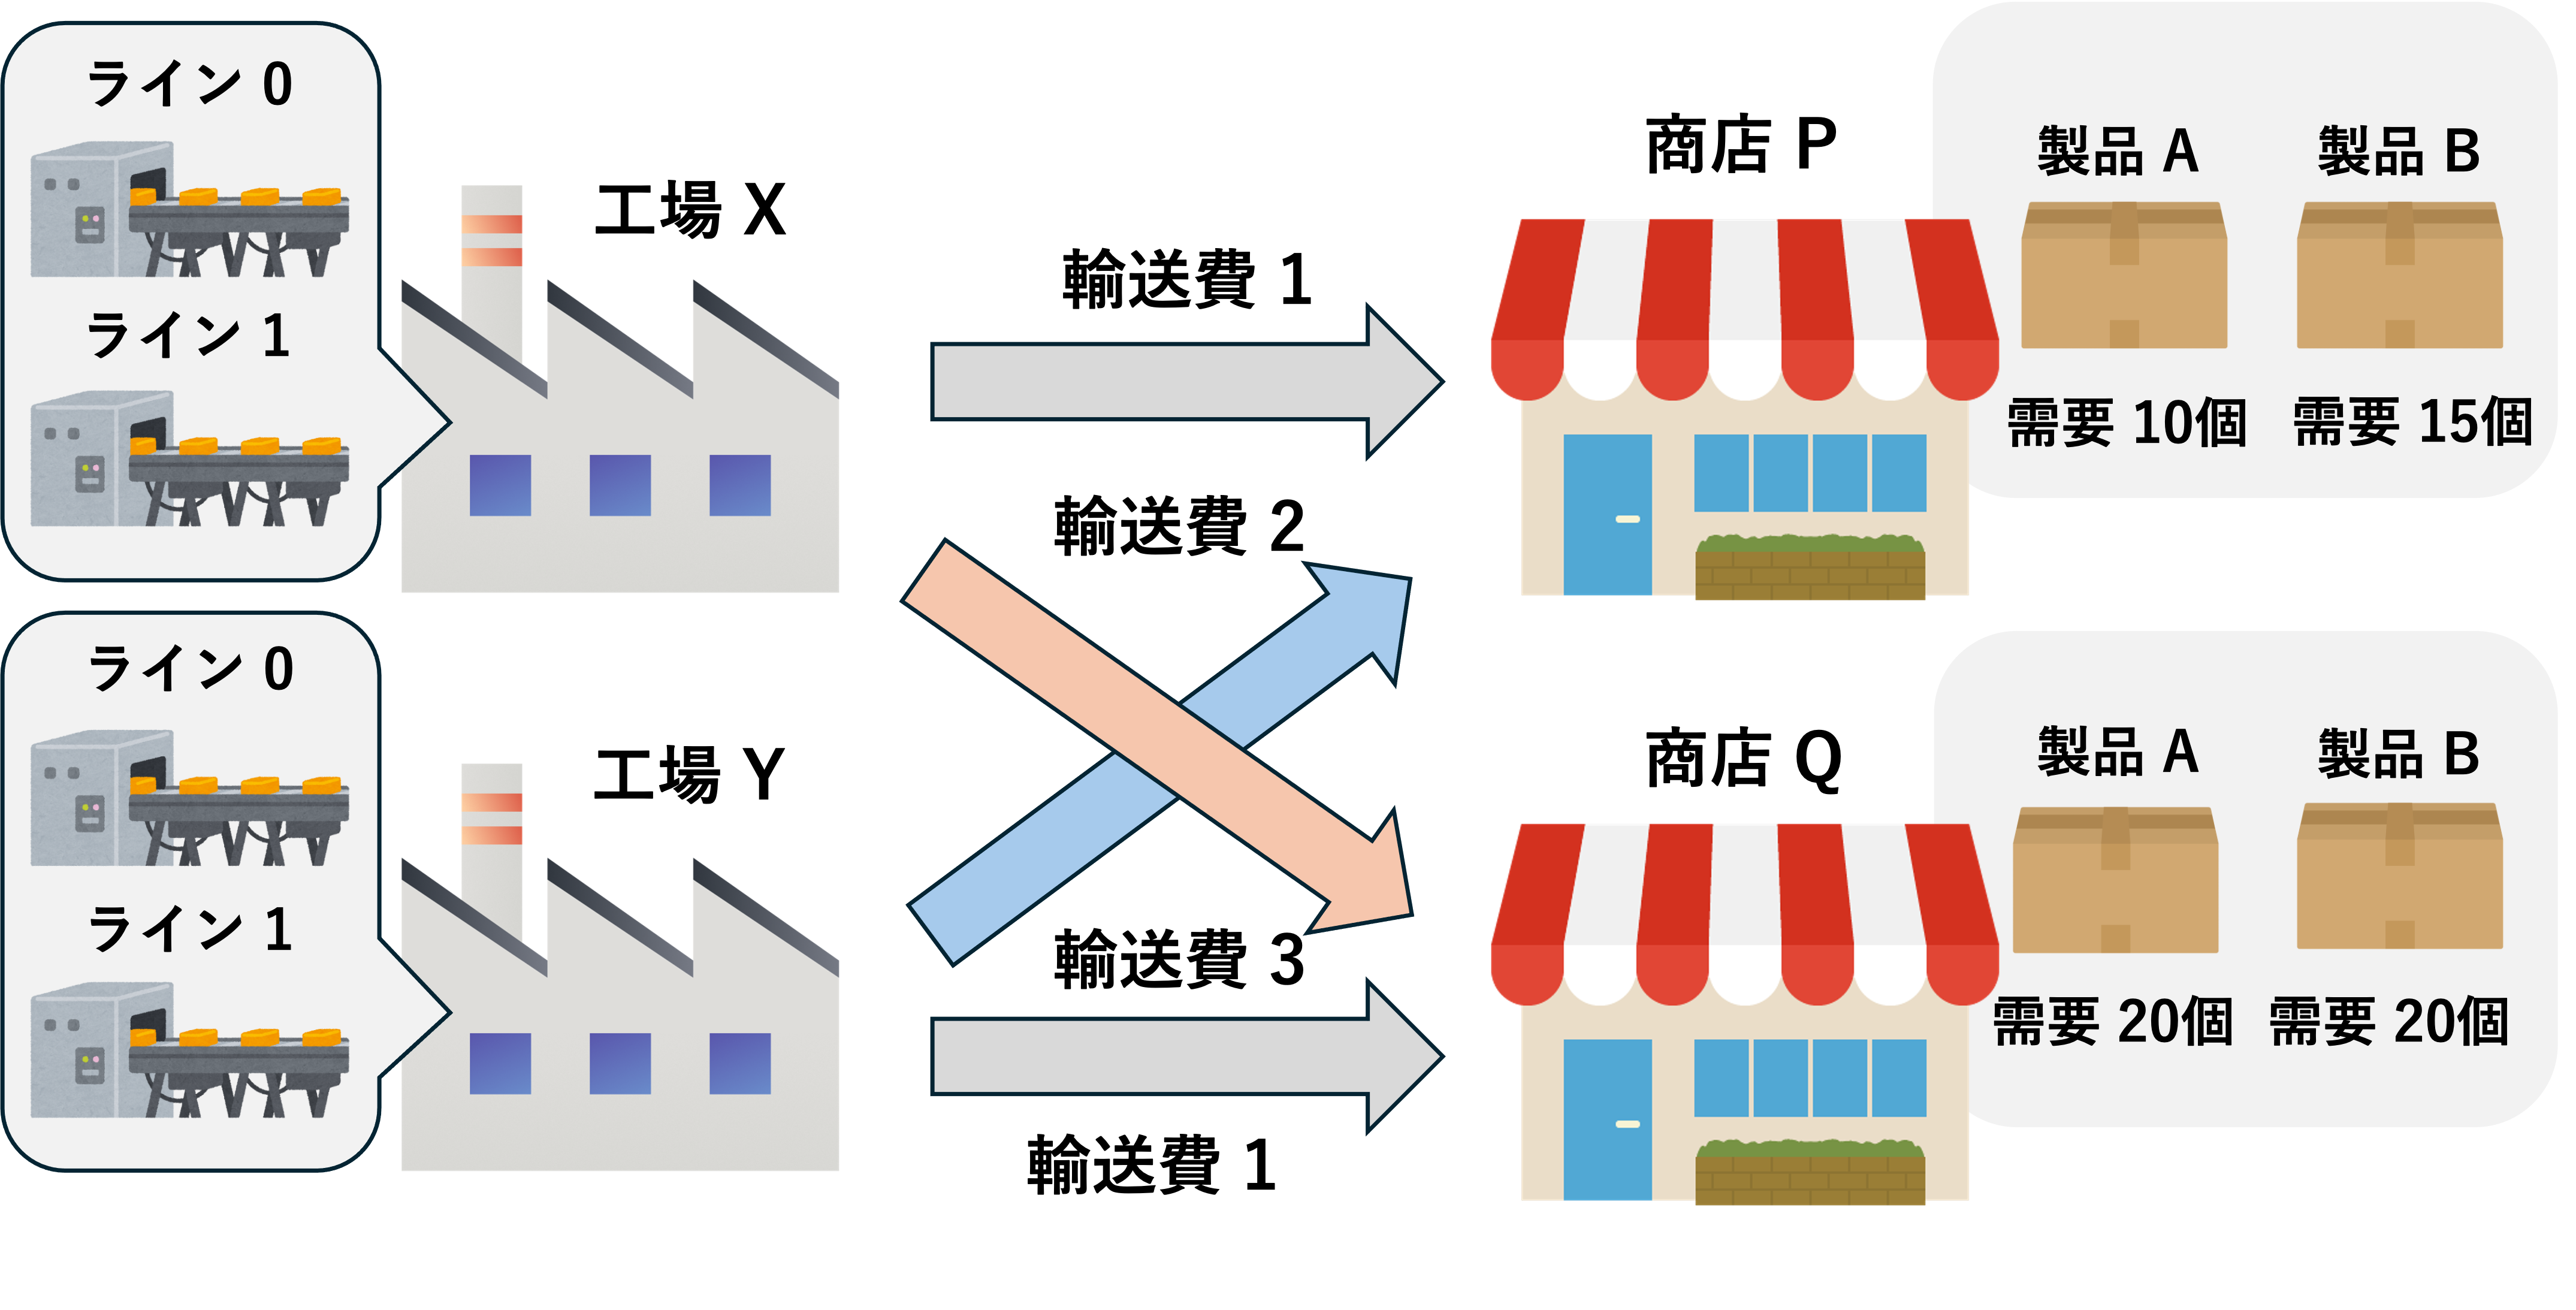 ライン 0
ライン 1
工場 X
ライン 0
ライン 1
工場 Y
輸送費 1
輸送費 2
輸送費 3
輸送費 1
商店 P
製品 A
製品 B
需要 10個
需要 15個
商店 Q
製品 A
製品 B
需要 20個
需要 20個